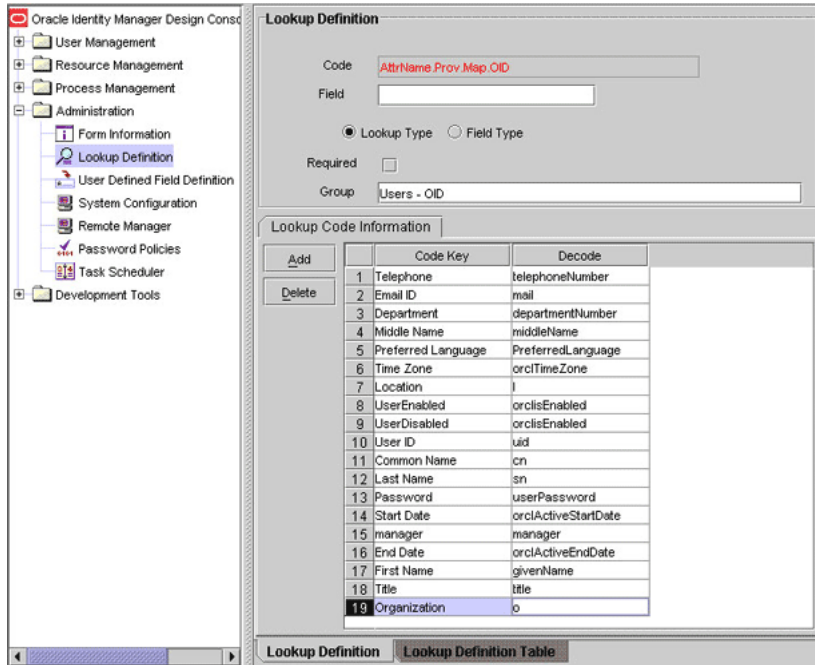 Oracle Identity Manager Design Consc
User Management
Resource Management
Process Management
Administration
Form Information
Lookup Definition
User Defined Field Definition
System Configuration
Remote Manager
Password Policies
Task Scheduler
Development Tools
Lookup Definition
Code AttrName.Prov.Map.OID
Field
Lookup Type Field Type
Required
Group Users - OID
Lookup Code Information
Add
Delete
Code Key Decode
1 Telephone telephoneNumber
2 Email ID mail
3 Department departmentNumber
4 Middle Name middleName
5 Preferred Language PreferredLanguage
6 Time Zone orclTimeZone
7 Location l
8 UserEnabled orclisEnabled
9 UserDisabled orclisEnabled
10 User ID uid
11 Common Name cn
12 Last Name sn
13 Password userPassword
14 Start Date orclActiveStartDate
15 manager manager
16 End Date orclActiveEndDate
17 First Name givenName
18 Title title
19 Organization o
Lookup Definition Lookup Definition Table